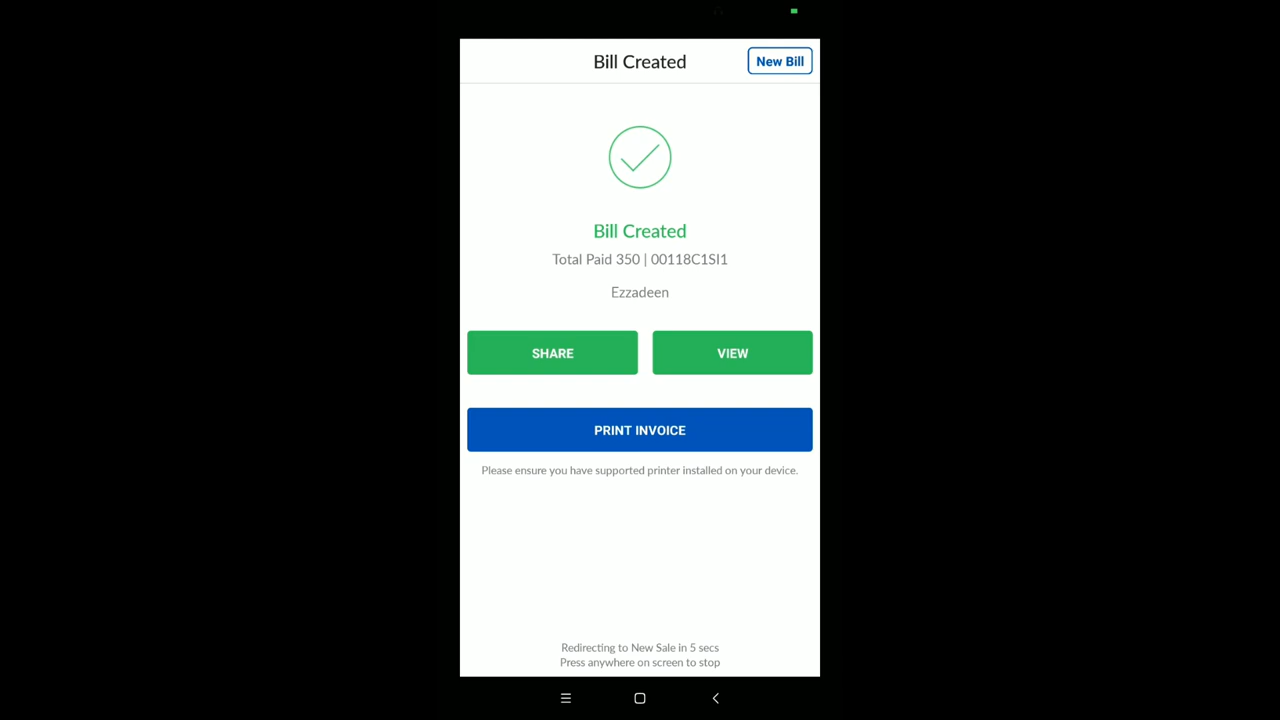 Bill Created
New Bill
Bill Created
Total Paid 350 | 00118C1SI1
Ezzadeen
SHARE
VIEW
PRINT INVOICE
Please ensure you have supported printer installed on your device.
Redirecting to New Sale in 5 secs
Press anywhere on screen to stop